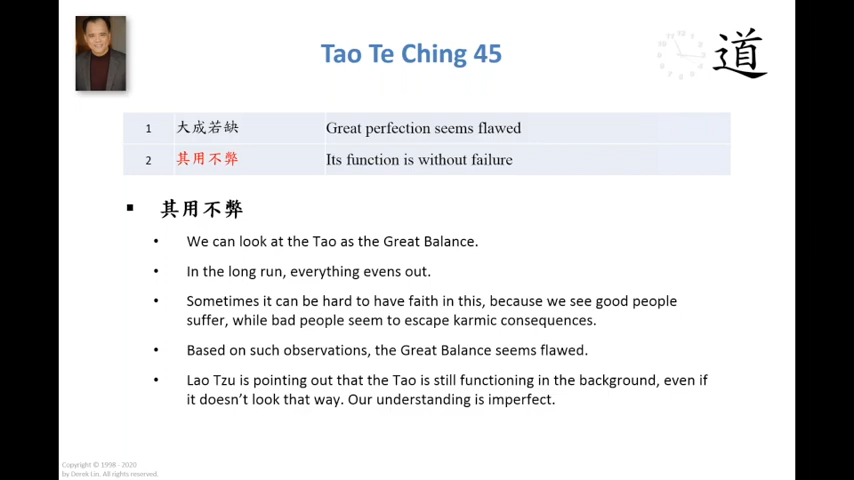 Tao Te Ching 45
道
1 大成若缺 Great perfection seems flawed
2 其用不弊 Its function is without failure
▪ 其用不弊
• We can look at the Tao as the Great Balance.
• In the long run, everything evens out.
• Sometimes it can be hard to have faith in this, because we see good people
suffer, while bad people seem to escape karmic consequences.
• Based on such observations, the Great Balance seems flawed.
• Lao Tzu is pointing out that the Tao is still functioning in the background, even if
it doesn't look that way. Our understanding is imperfect.
Copyright © 1998 - 2020
by Derek Lin. All rights reserved.